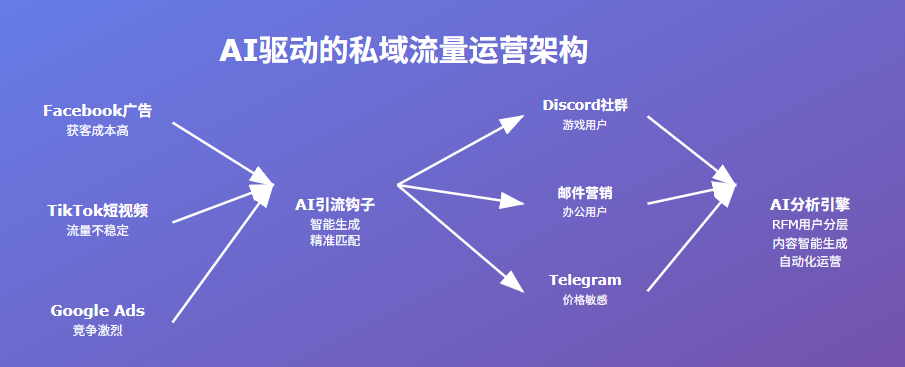 AI驱动的私域流量运营架构
Facebook广告
获客成本高
TikTok短视频
流量不稳定
Google Ads
竞争激烈
AI引流钩子
智能生成
精准匹配
Discord社群
游戏用户
邮件营销
办公用户
Telegram
价格敏感
AI分析引擎
RFM用户分层
内容智能生成
自动化运营